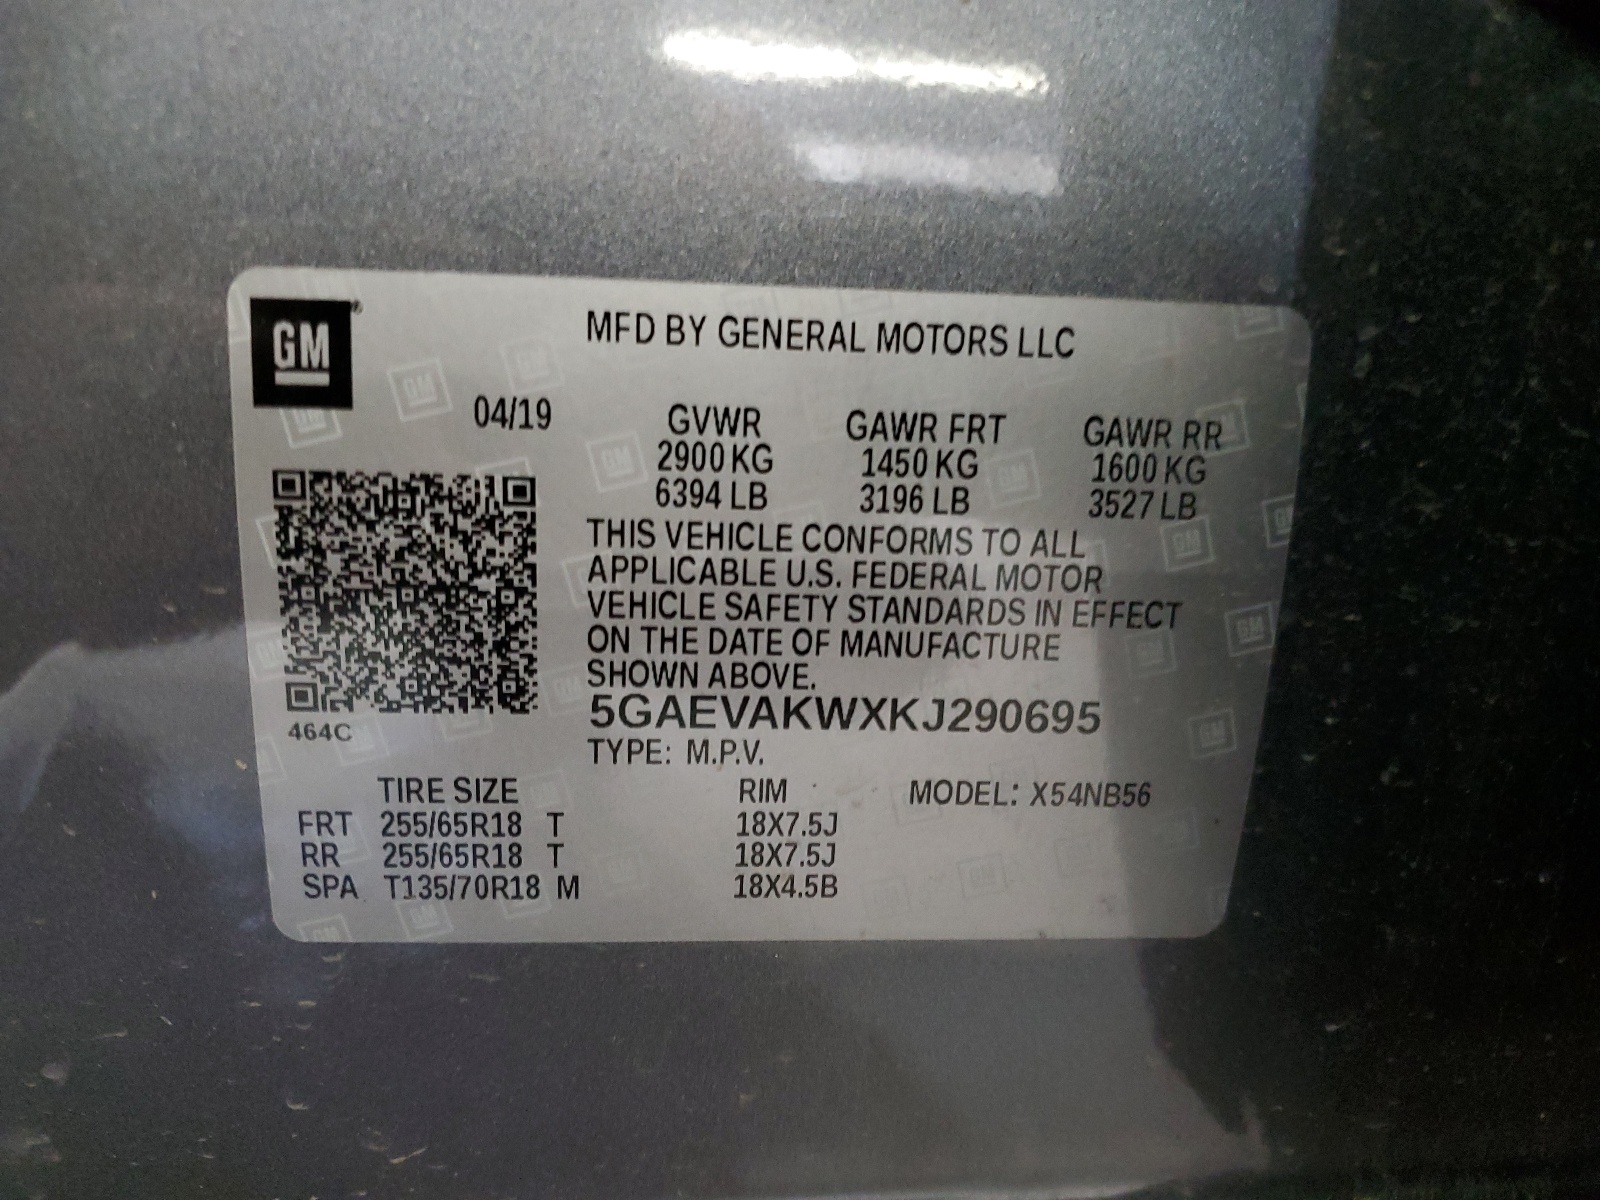 GM
MFD BY GENERAL MOTORS LLC
04/19
GVWR GAWR FRT GAWR RR
2900 KG 1450 KG 1600 KG
6394 LB 3196 LB 3527 LB
THIS VEHICLE CONFORMS TO ALL
APPLICABLE U.S. FEDERAL MOTOR
VEHICLE SAFETY STANDARDS IN EFFECT
ON THE DATE OF MANUFACTURE
SHOWN ABOVE.
5GAEVAKWXKJ290695
464C
TYPE: M.P.V.
TIRE SIZE RIM MODEL: X54NB56
FRT 255/65R18 T 18X7.5J
RR 255/65R18 T 18X7.5J
SPA T135/70R18 M 18X4.5B